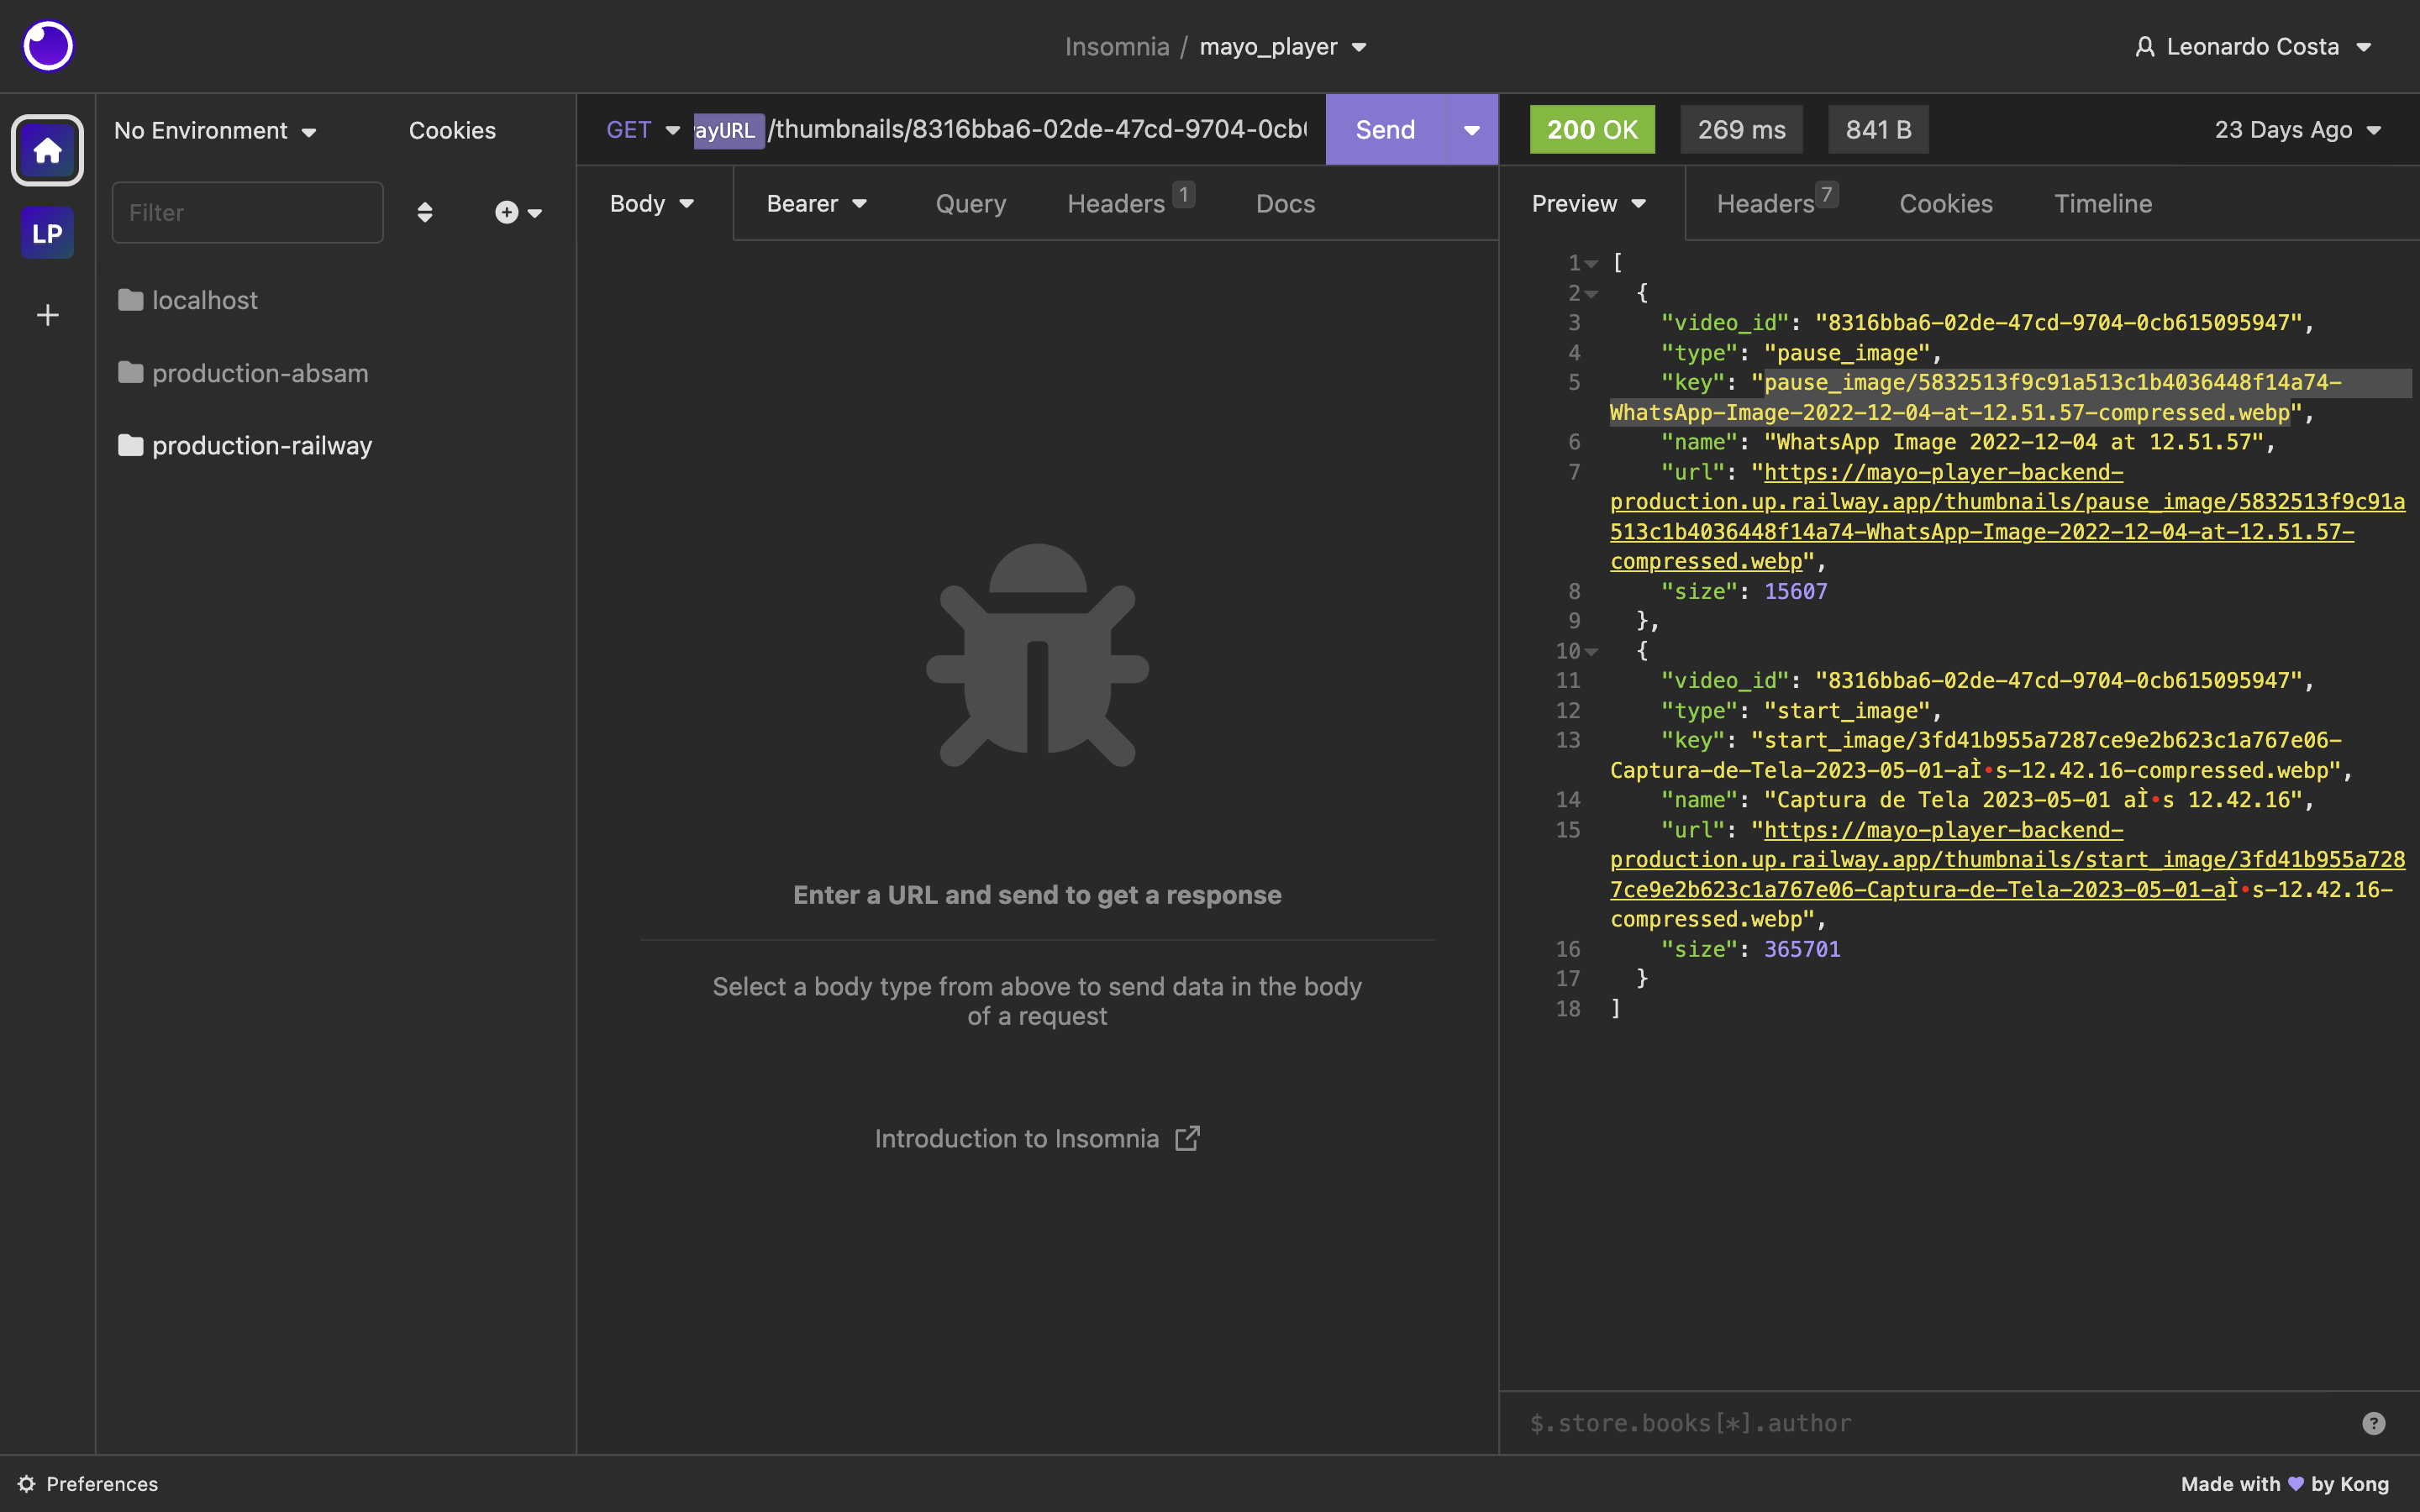 Insomnia / mayo_player
Leonardo Costa
LP
No Environment
Cookies
Filter
localhost
production-absam
production-railway
GET
ayURL /thumbnails/8316bba6-02de-47cd-9704-0cb
Send
Body
Bearer
Query
Headers 1
Docs
Enter a URL and send to get a response
Select a body type from above to send data in the body
of a request
Introduction to Insomnia
200 OK
269 ms
841 B
23 Days Ago
Preview
Headers 7
Cookies
Timeline
1 [
2 {
3 "video_id": "8316bba6-02de-47cd-9704-0cb615095947",
4 "type": "pause_image",
5 "key": "pause_image/5832513f9c91a513c1b4036448f14a74-
WhatsApp-Image-2022-12-04-at-12.51.57-compressed.webp",
6 "name": "WhatsApp Image 2022-12-04 at 12.51.57",
7 "url": "https://mayo-player-backend-
production.up.railway.app/thumbnails/pause_image/5832513f9c91a
513c1b4036448f14a74-WhatsApp-Image-2022-12-04-at-12.51.57-
compressed.webp",
8 "size": 15607
9 },
10 {
11 "video_id": "8316bba6-02de-47cd-9704-0cb615095947",
12 "type": "start_image",
13 "key": "start_image/3fd41b955a7287ce9e2b623c1a767e06-
Captura-de-Tela-2023-05-01-aÌ•s-12.42.16-compressed.webp",
14 "name": "Captura de Tela 2023-05-01 aÌ•s 12.42.16",
15 "url": "https://mayo-player-backend-
production.up.railway.app/thumbnails/start_image/3fd41b955a728
7ce9e2b623c1a767e06-Captura-de-Tela-2023-05-01-aÌ•s-12.42.16-
compressed.webp",
16 "size": 365701
17 }
18 ]
$.store.books[*].author
?
Preferences
Made with 💜 by Kong